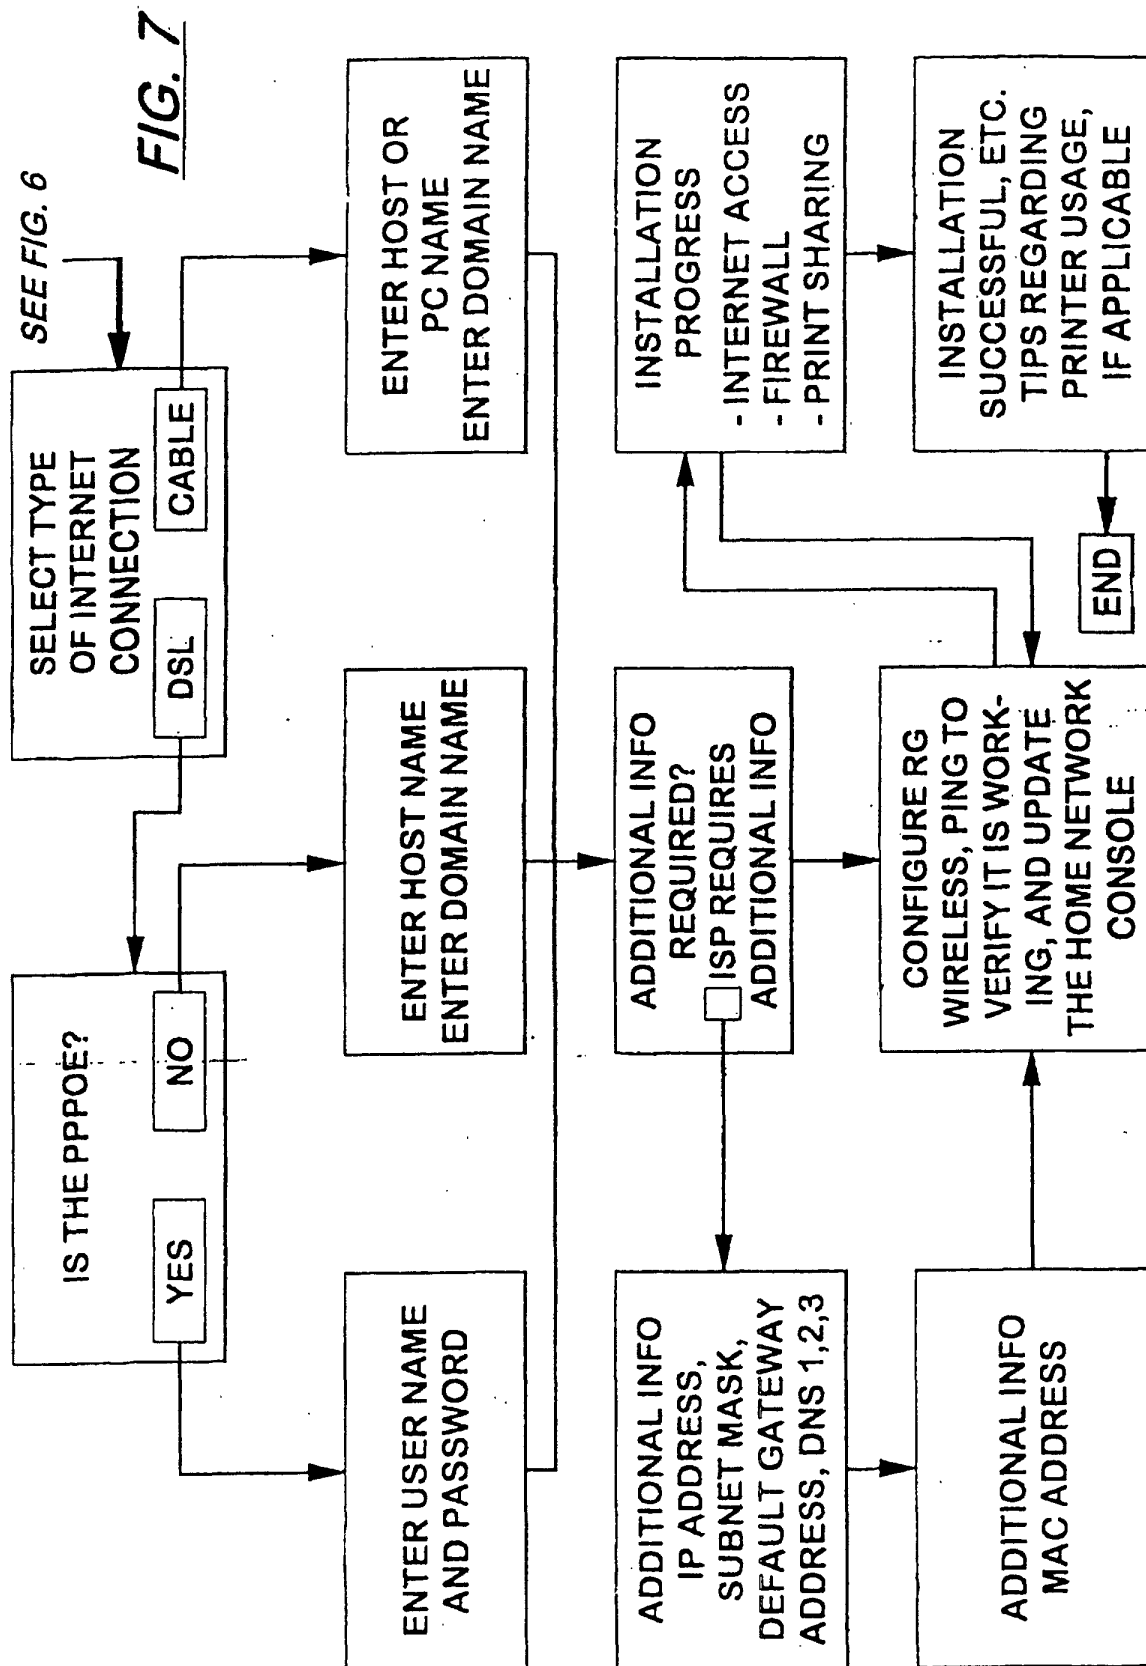 SEE FIG. 6
FIG. 7
SELECT TYPE
OF INTERNET
CONNECTION
DSL
CABLE
IS THE PPPOE?
YES
NO
ENTER USER NAME
AND PASSWORD
ENTER HOST NAME
ENTER DOMAIN NAME
ENTER HOST OR
PC NAME
ENTER DOMAIN NAME
ADDITIONAL INFO
IP ADDRESS,
SUBNET MASK,
DEFAULT GATEWAY
ADDRESS, DNS 1,2,3
ADDITIONAL INFO
REQUIRED?
ISP REQUIRES
ADDITIONAL INFO
INSTALLATION
PROGRESS
- INTERNET ACCESS
- FIREWALL
- PRINT SHARING
ADDITIONAL INFO
MAC ADDRESS
CONFIGURE RG
WIRELESS, PING TO
VERIFY IT IS WORK-
ING, AND UPDATE
THE HOME NETWORK
CONSOLE
INSTALLATION
SUCCESSFUL, ETC.
TIPS REGARDING
PRINTER USAGE,
IF APPLICABLE
END